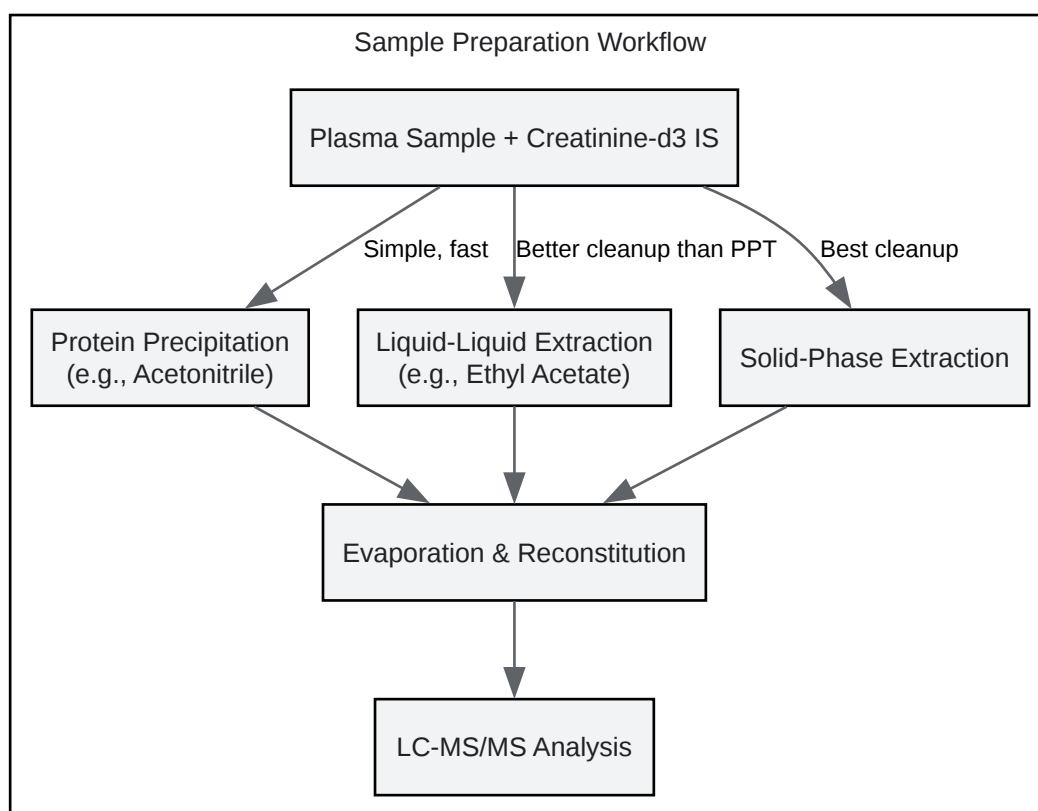 Sample Preparation Workflow
Plasma Sample + Creatinine-d3 IS
Simple, fast
Better cleanup than PPT
Best cleanup
Protein Precipitation
(e.g., Acetonitrile)
Liquid-Liquid Extraction
(e.g., Ethyl Acetate)
Solid-Phase Extraction
Evaporation & Reconstitution
LC-MS/MS Analysis